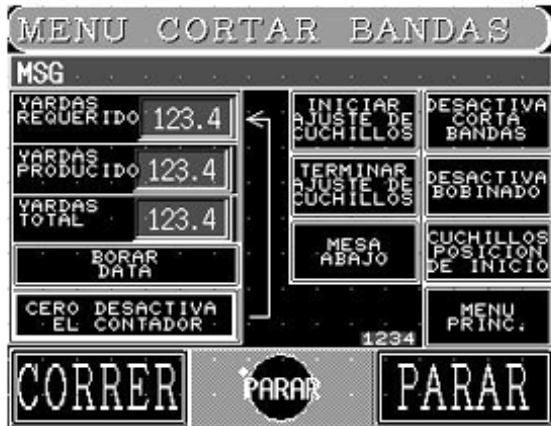 MENU CORTAR BANDAS
MSG
YARDAS
REQUERIDO 123.4
YARDAS
PRODUCIDO 123.4
YARDAS
TOTAL 123.4
BORAR
DATA
CERO DESACTIVA
EL CONTADOR
INICIAR
AJUSTE DE
CUCHILLOS
TERMINAR
AJUSTE DE
CUCHILLOS
MESA
ABAJO
1234
DESACTIVA
CORTA
BANDAS
DESACTIVA
BOBINADO
CUCHILLOS
POSICION
DE INICIO
MENU
PRINC.
CORRER
PARAR
PARAR